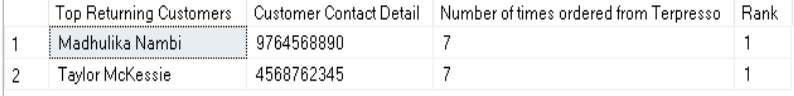 Top Returning Customers Customer Contact Detail Number of times ordered from Terpresso Rank
1 Madhulika Nambi 9764568890 7 1
2 Taylor McKessie 4568762345 7 1